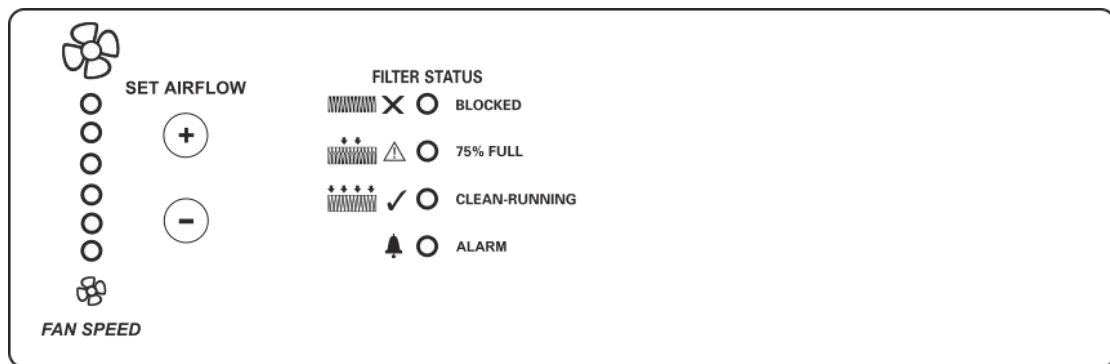 SET AIRFLOW
+
-
FAN SPEED
FILTER STATUS
BLOCKED
75% FULL
CLEAN-RUNNING
ALARM